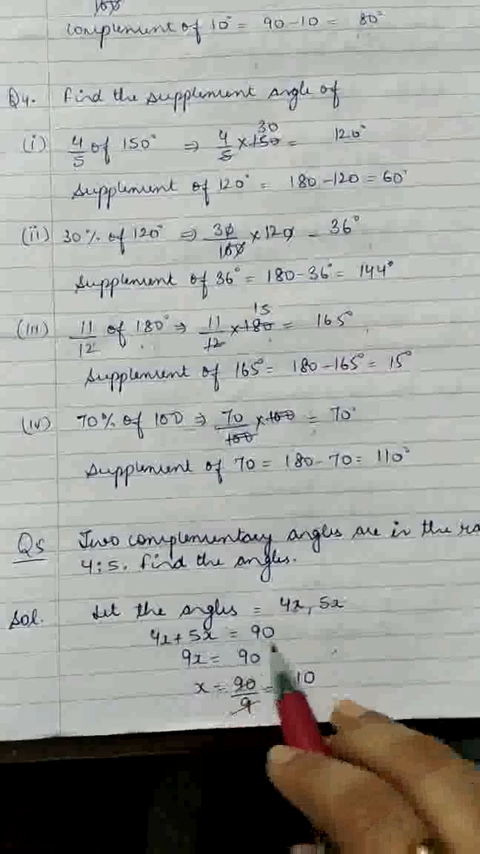 100
Complement of 10° = 90-10 = 80°
Q4. Find the supplement angle of
(i) 4/5 of 150° ⇒ 4/5 × 150 = 120°
30
Supplement of 120° = 180-120 = 60°
(ii) 30% of 120° ⇒ 30/100 × 120 = 36°
Supplement of 36° = 180-36° = 144°
(iii) 11/12 of 180° ⇒ 11/12 × 180 = 165°
15
Supplement of 165° = 180-165° = 15°
(iv) 70% of 100 ⇒ 70/100 × 100 = 70°
Supplement of 70 = 180-70 = 110°
Q5 Two complementary angles are in the ra
4:5. Find the angles.
Sol. Let the angles = 4x, 5x
4x+5x = 90
9x = 90
x = 90/9 = 10